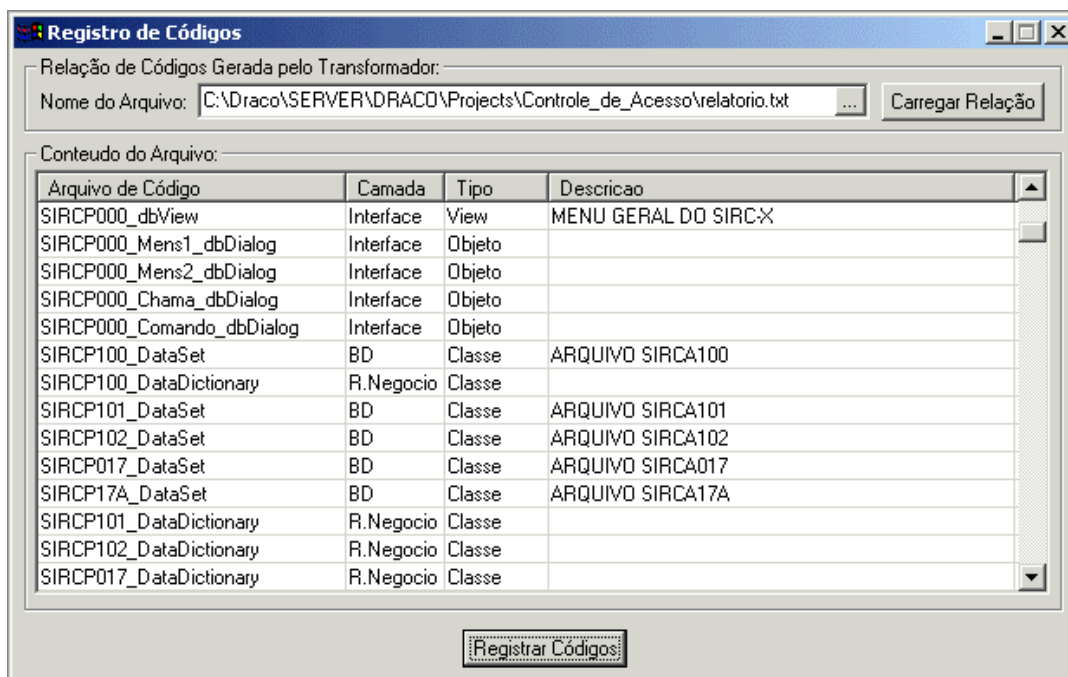 Registro de Códigos
Relação de Códigos Gerada pelo Transformador:
Nome do Arquivo: C:\Draco\SERVER\DRACO\Projects\Controle_de_Acesso\relatorio.txt ... Carregar Relação
Conteudo do Arquivo:
Arquivo de Código Camada Tipo Descricao
SIRCP000_dbView Interface View MENU GERAL DO SIRC-X
SIRCP000_Mens1_dbDialog Interface Objeto
SIRCP000_Mens2_dbDialog Interface Objeto
SIRCP000_Chama_dbDialog Interface Objeto
SIRCP000_Comando_dbDialog Interface Objeto
SIRCP100_DataSet BD Classe ARQUIVO SIRCA100
SIRCP100_DataDictionary R.Negocio Classe
SIRCP101_DataSet BD Classe ARQUIVO SIRCA101
SIRCP102_DataSet BD Classe ARQUIVO SIRCA102
SIRCP017_DataSet BD Classe ARQUIVO SIRCA017
SIRCP17A_DataSet BD Classe ARQUIVO SIRCA17A
SIRCP101_DataDictionary R.Negocio Classe
SIRCP102_DataDictionary R.Negocio Classe
SIRCP017_DataDictionary R.Negocio Classe
Registrar Códigos